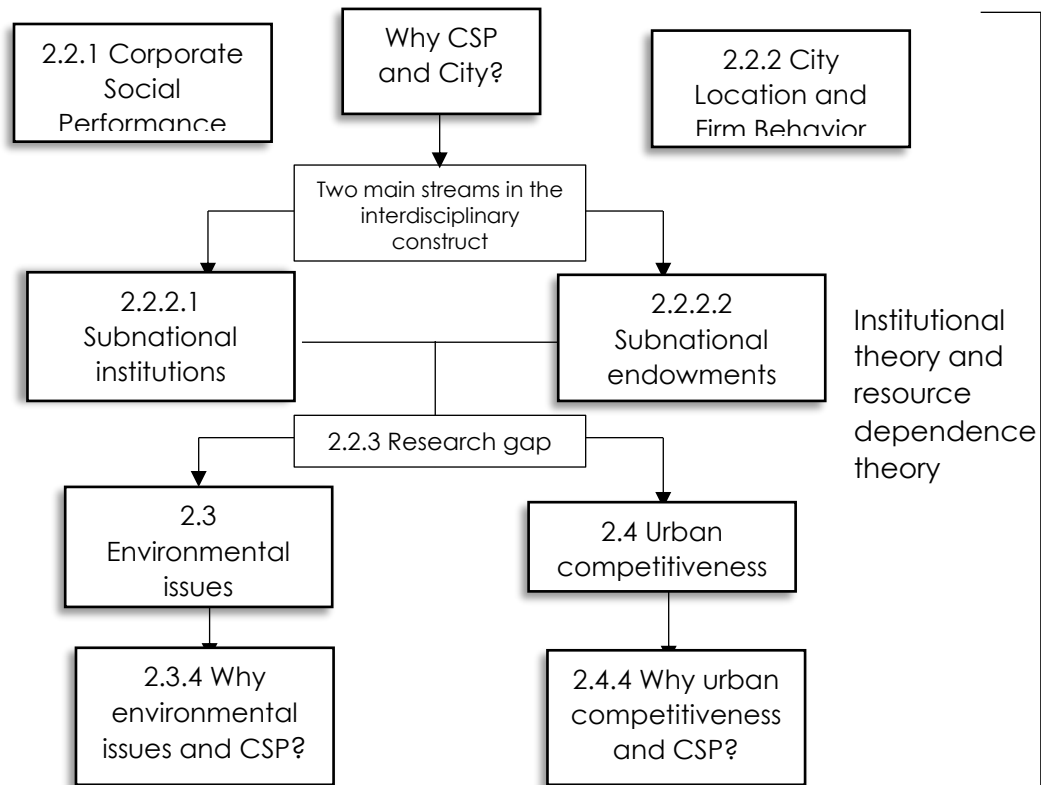 2.2.1 Corporate
Social
Performance
Why CSP
and City?
2.2.2 City
Location and
Firm Behavior
Two main streams in the
interdisciplinary
construct
2.2.2.1
Subnational
institutions
2.2.2.2
Subnational
endowments
Institutional
theory and
resource
dependence
theory
2.2.3 Research gap
2.3
Environmental
issues
2.4 Urban
competitiveness
2.3.4 Why
environmental
issues and CSP?
2.4.4 Why urban
competitiveness
and CSP?